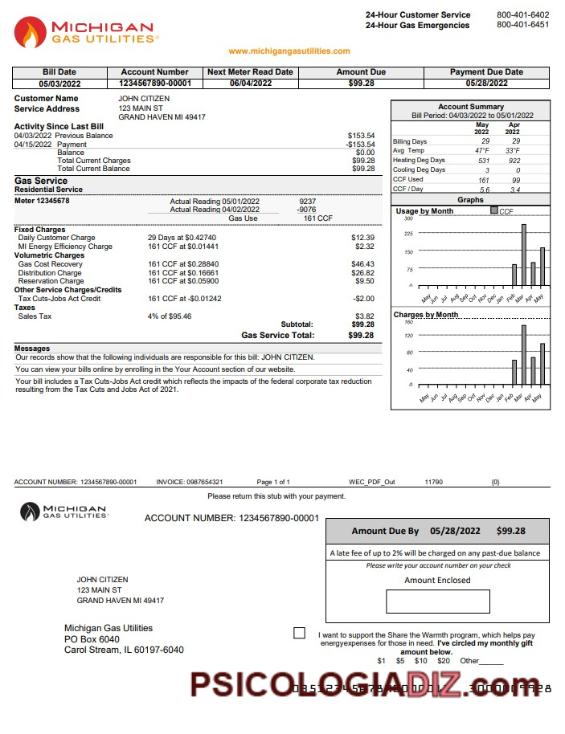 MICHIGAN
GAS UTILITIES
24-Hour Customer Service 800-401-6402
24-Hour Gas Emergencies 800-401-6451
www.michigangasutilities.com
Bill Date Account Number Next Meter Read Date Amount Due Payment Due Date
05/03/2022 1234567890-00001 06/04/2022 $99.28 05/28/2022
Customer Name JOHN CITIZEN
Service Address 123 MAIN ST
GRAND HAVEN MI 49417
Activity Since Last Bill
04/03/2022 Previous Balance $153.54
04/15/2022 Payment -$153.54
Balance $0.00
Total Current Charges $99.28
Total Current Balance $99.28
Gas Service
Residential Service
Meter 12345678 Actual Reading 05/01/2022 9237
Actual Reading 04/02/2022 -9076
Gas Use 161 CCF
Fixed Charges
Daily Customer Charge 29 Days at $0.42740 $12.39
MI Energy Efficiency Charge 161 CCF at $0.01441 $2.32
Volumetric Charges
Gas Cost Recovery 161 CCF at $0.28840 $46.43
Distribution Charge 161 CCF at $0.16661 $26.82
Reservation Charge 161 CCF at $0.05900 $9.50
Other Service Charges/Credits
Tax Cuts-Jobs Act Credit 161 CCF at -$0.01242 -$2.00
Taxes
Sales Tax 4% of $95.46 $3.82
Subtotal: $99.28
Gas Service Total: $99.28
Messages
Our records show that the following individuals are responsible for this bill: JOHN CITIZEN.
You can view your bills online by enrolling in the Your Account section of our website.
Your bill includes a Tax Cuts-Jobs Act credit which reflects the impacts of the federal corporate tax reduction
resulting from the Tax Cuts and Jobs Act of 2021.
Account Summary
Bill Period: 04/03/2022 to 05/01/2022
May Apr
2022 2022
Billing Days 29 29
Avg Temp 47°F 33°F
Heating Deg Days 531 922
Cooling Deg Days 3 0
CCF Used 161 99
CCF / Day 5.6 3.4
Graphs
Usage by Month CCF
300
225
150
75
0
May Jun Jul Aug Sep Oct Nov Dec Jan Feb Mar Apr May
Charges by Month
160
120
80
40
0
May Jun Jul Aug Sep Oct Nov Dec Jan Feb Mar Apr May
ACCOUNT NUMBER: 1234567890-00001 INVOICE: 0987654321 Page 1 of 1 WEC_PDF_Out 11790 (0)
Please return this stub with your payment.
MICHIGAN
GAS UTILITIES
ACCOUNT NUMBER: 1234567890-00001
Amount Due By 05/28/2022 $99.28
A late fee of up to 2% will be charged on any past-due balance
Please write your account number on your check
Amount Enclosed
JOHN CITIZEN
123 MAIN ST
GRAND HAVEN MI 49417
Michigan Gas Utilities
PO Box 6040
Carol Stream, IL 60197-6040
I want to support the Share the Warmth program, which helps pay
energyexpenses for those in need. I've circled my monthly gift
amount below.
$1 $5 $10 $20 Other______
PSICOLOGIADIZ.com